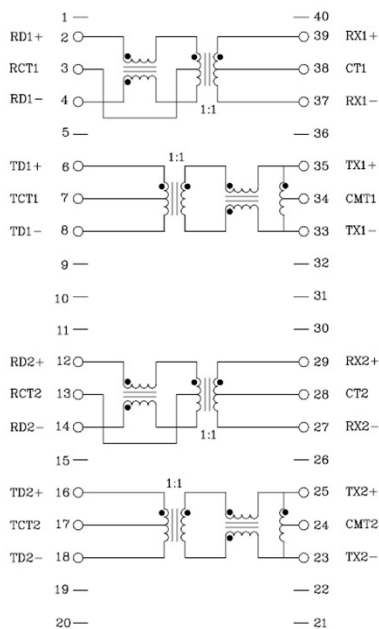 1 40
RD1+ 2 39 RX1+
RCT1 3 38 CT1
RD1- 4 37 RX1-
1:1
5 36
1:1
TD1+ 6 35 TX1+
TCT1 7 34 CMT1
TD1- 8 33 TX1-
9 32
10 31
11 30
RD2+ 12 29 RX2+
RCT2 13 28 CT2
RD2- 14 27 RX2-
1:1
15 26
1:1
TD2+ 16 25 TX2+
TCT2 17 24 CMT2
TD2- 18 23 TX2-
19 22
20 21